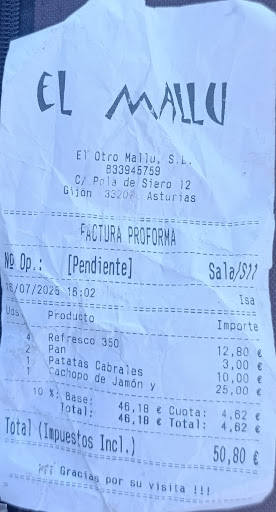 EL MALLU
El Otro Mallu, S.L.
B33945759
C/ Pola de Siero 12
Gijón 33207 Asturias
FACTURA PROFORMA
Nº Op.: [Pendiente] Sala/S11
16/07/2025 16:02 Isa
Uds Producto Importe
4 Refresco 350 12,80 €
2 Pan 3,00 €
1 Patatas Cabrales 10,00 €
1 Cachopo de Jamón y 25,00 €
10 %: Base: 46,18 € Cuota: 4,62 €
Total: 46,18 € Total: 4,62 €
Total (Impuestos Incl.) 50,80 €
Gracias por su visita !!!